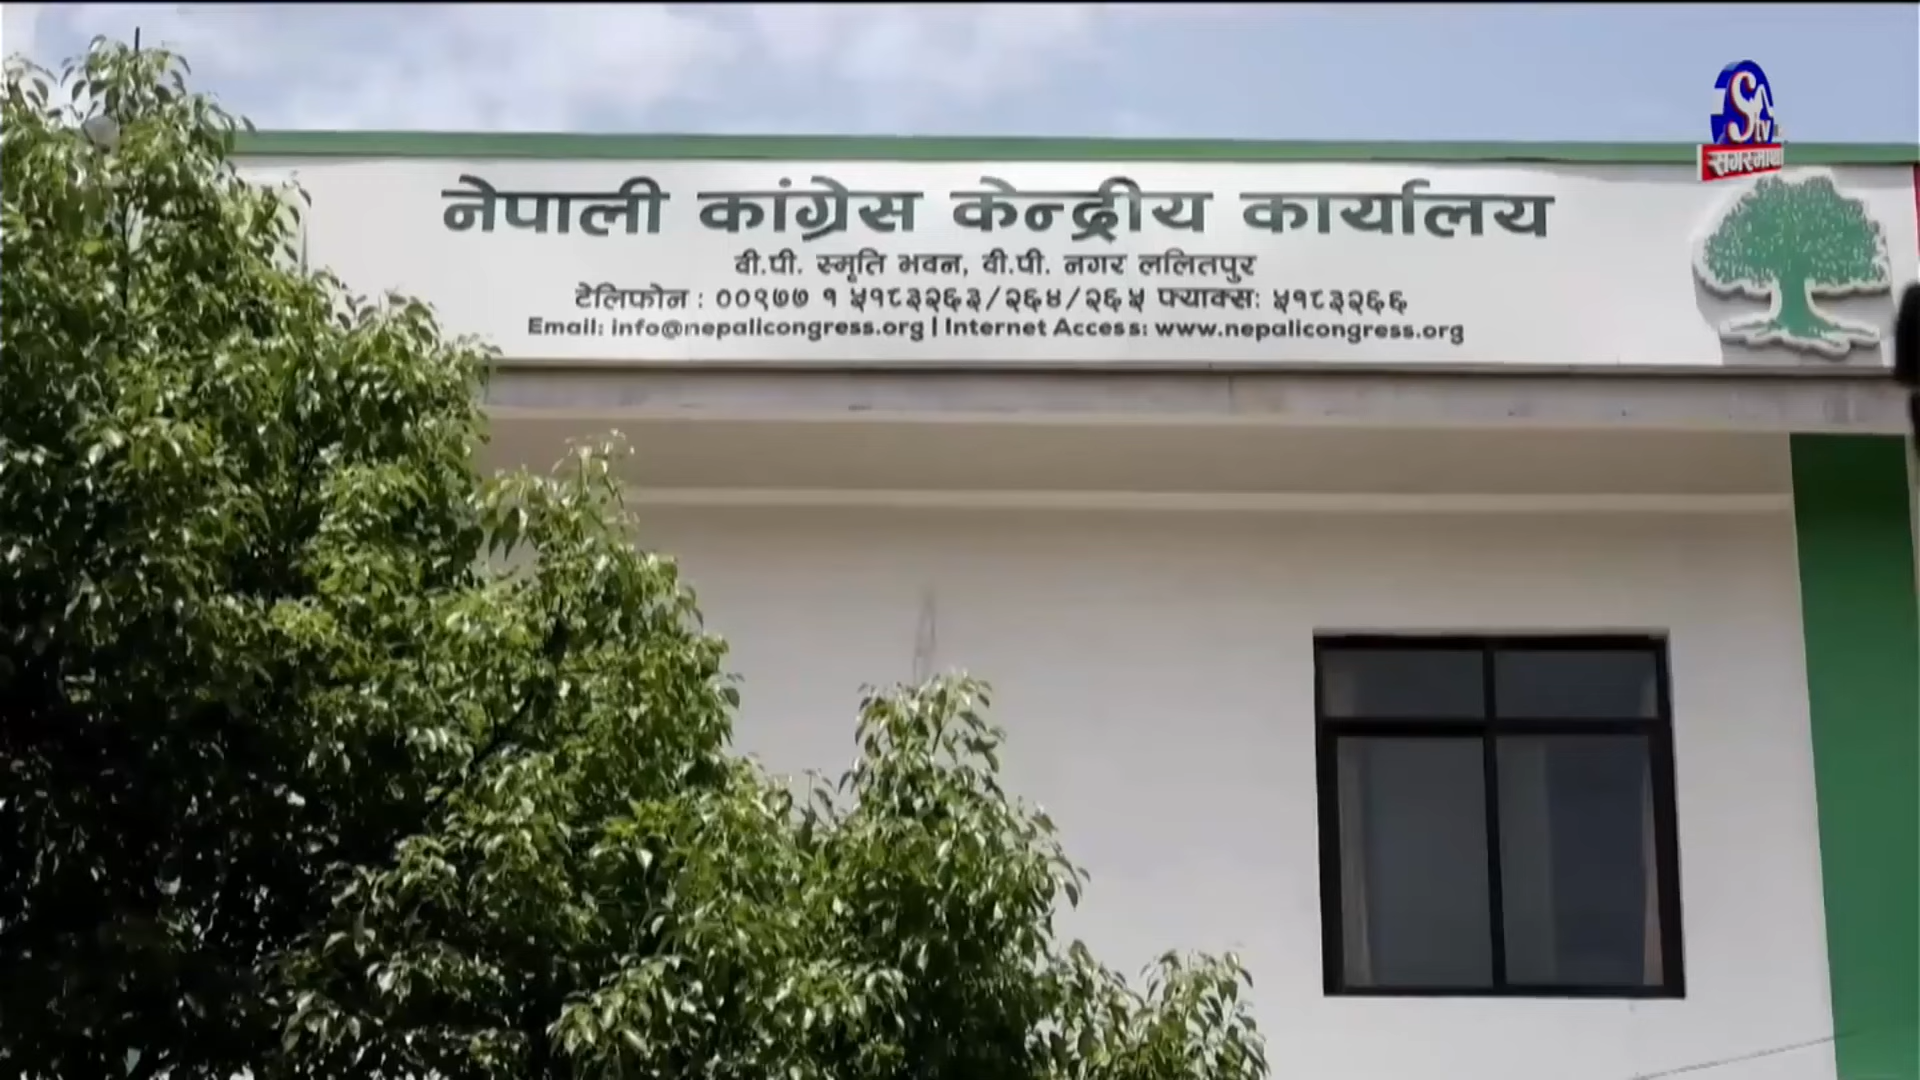 नेपाली कांग्रेस केन्द्रीय कार्यालय
वी.पी. स्मृति भवन, वी.पी. नगर ललितपुर
टेलिफोन : ००९७७ १ ५१८३२६३/२६४/२६५ फ्याक्स: ५१८३२६६
Email: info@nepalicongress.org | Internet Access: www.nepalicongress.org
Stv
सगरमाथा